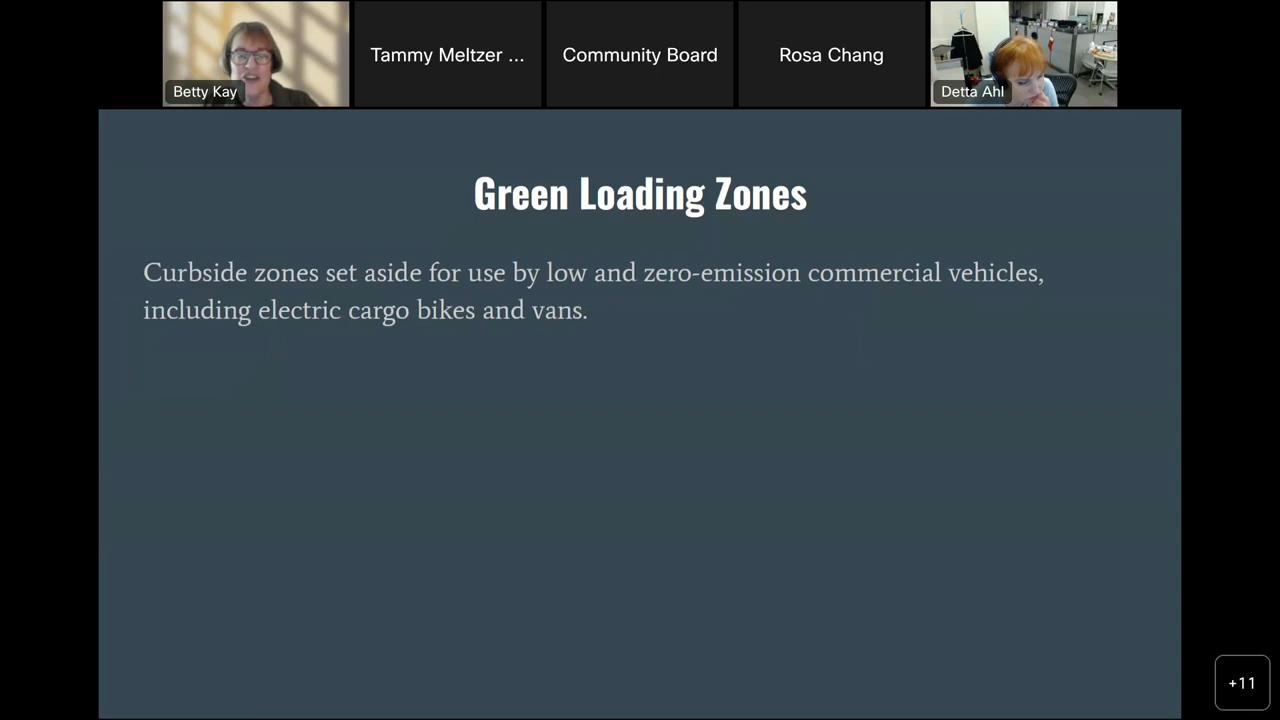 Betty Kay
Tammy Meltzer ...
Community Board
Rosa Chang
Detta Ahl
Green Loading Zones
Curbside zones set aside for use by low and zero-emission commercial vehicles,
including electric cargo bikes and vans.
+11